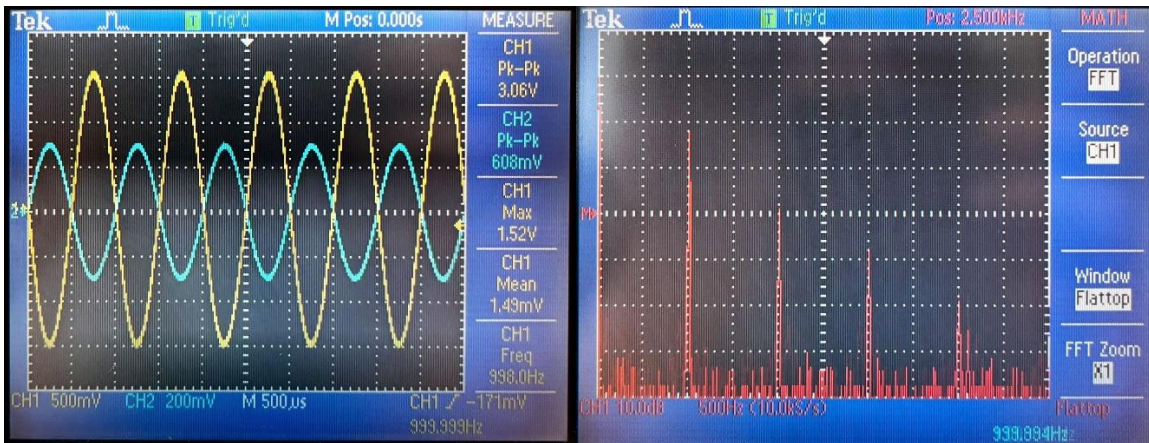 Tek
T Trig'd
M Pos: 0.000s
MEASURE
CH1
Pk-Pk
3.06V
CH2
Pk-Pk
608mV
CH1
Max
1.52V
CH1
Mean
1.49mV
CH1
Freq
998.0Hz
2
CH1 500mV
CH2 200mV
M 500µs
CH1 ∕ -171mV
999.999Hz
Tek
T Trig'd
Pos: 2.500kHz
MATH
Operation
FFT
Source
CH1
Window
Flattop
FFT Zoom
X1
M
CH1 10.0dB
500Hz (10.0kS/s)
Flattop
999.994Hz